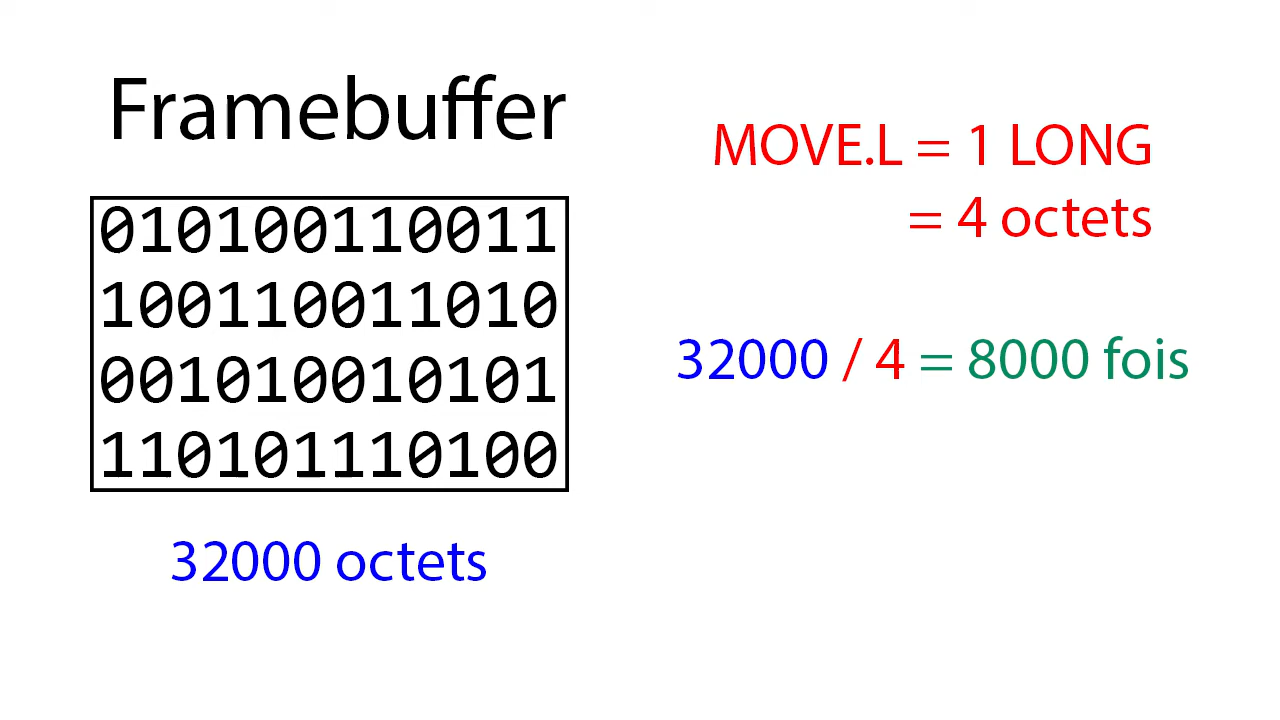 Framebuffer
010100110011
100110011010
001010010101
110101110100
32000 octets
MOVE.L = 1 LONG
= 4 octets
32000 / 4 = 8000 fois